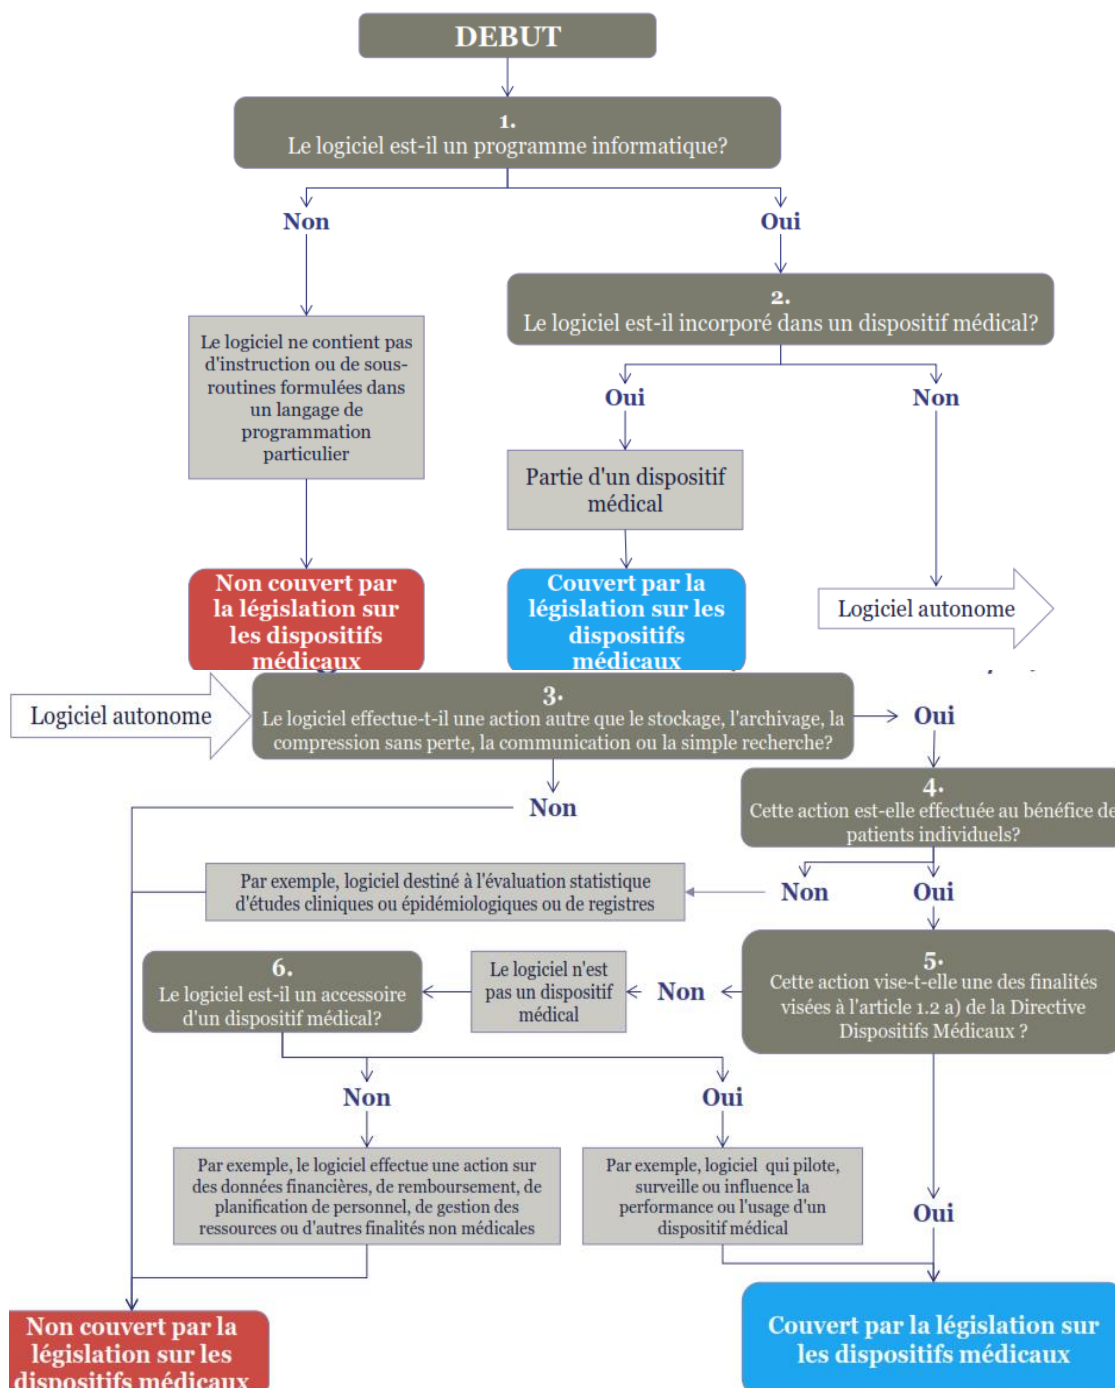 DEBUT
1.
Le logiciel est-il un programme informatique?
Non
Oui
2.
Le logiciel est-il incorporé dans un dispositif médical?
Le logiciel ne contient pas
d'instruction ou de sous-
routines formulées dans
un langage de
programmation
particulier
Oui
Non
Partie d'un dispositif
médical
Non couvert par
la législation sur
les dispositifs
médicaux
Couvert par la
législation sur les
dispositifs
médicaux
Logiciel autonome
Logiciel autonome
3.
Le logiciel effectue-t-il une action autre que le stockage, l'archivage, la
compression sans perte, la communication ou la simple recherche?
Oui
Non
4.
Cette action est-elle effectuée au bénéfice de
patients individuels?
Par exemple, logiciel destiné à l'évaluation statistique
d'études cliniques ou épidémiologiques ou de registres
Non
Oui
5.
Cette action vise-t-elle une des finalités
visées à l'article 1.2 a) de la Directive
Dispositifs Médicaux ?
Non
Le logiciel n'est
pas un dispositif
médical
6.
Le logiciel est-il un accessoire
d'un dispositif médical?
Non
Oui
Par exemple, le logiciel effectue une action sur
des données financières, de remboursement, de
planification de personnel, de gestion des
ressources ou d'autres finalités non médicales
Par exemple, logiciel qui pilote,
surveille ou influence la
performance ou l'usage d'un
dispositif médical
Oui
Non couvert par la
législation sur les
dispositifs médicaux
Couvert par la législation sur
les dispositifs médicaux